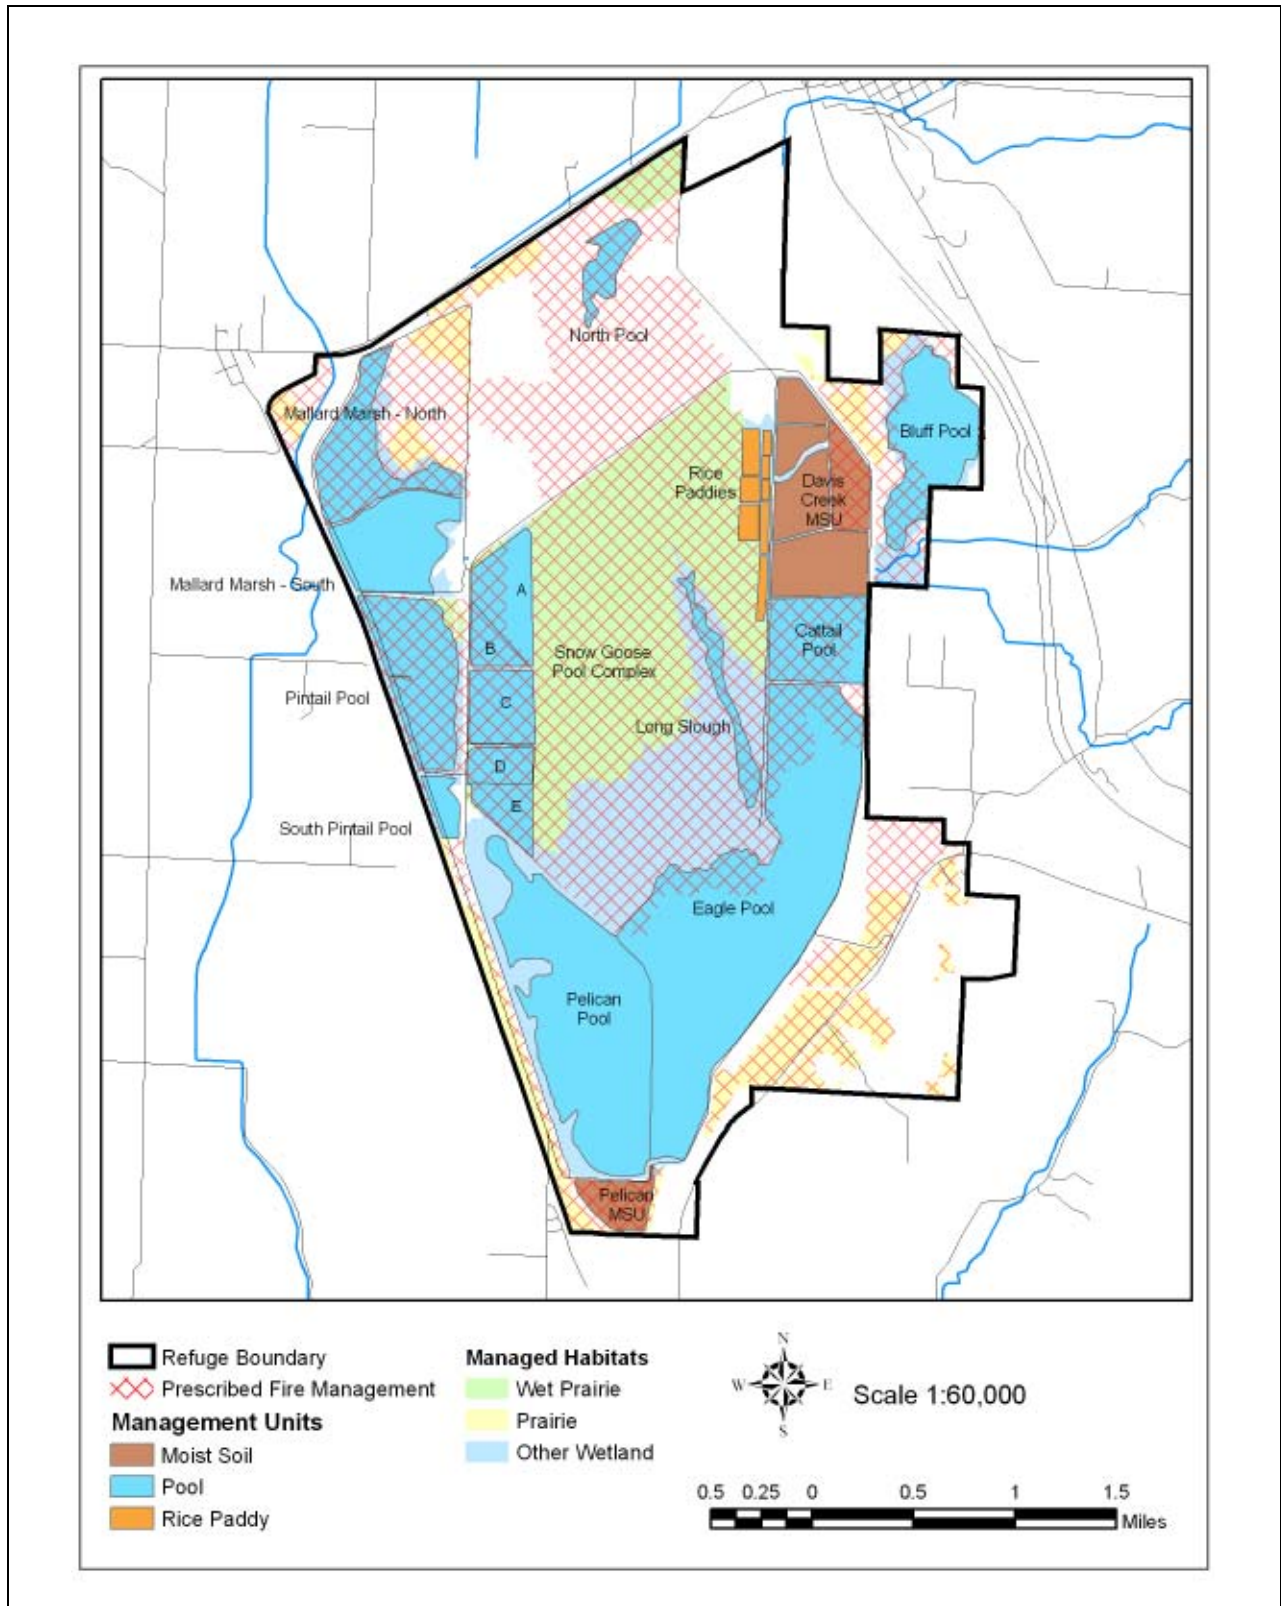 North Pool
Mallard Marsh - North
Bluff Pool
Rice
Paddies
Davis
Creek
MSU
Mallard Marsh - South
A
B
Snow Goose
Pool Complex
Cattail
Pool
Pintail Pool
C
Long Slough
D
E
South Pintail Pool
Eagle Pool
Pelican
Pool
Pelican
MSU
Refuge Boundary
Prescribed Fire Management
Management Units
Moist Soil
Pool
Rice Paddy
Managed Habitats
Wet Prairie
Prairie
Other Wetland
N
W
E
S
Scale 1:60,000
0.5 0.25 0 0.5 1 1.5
Miles